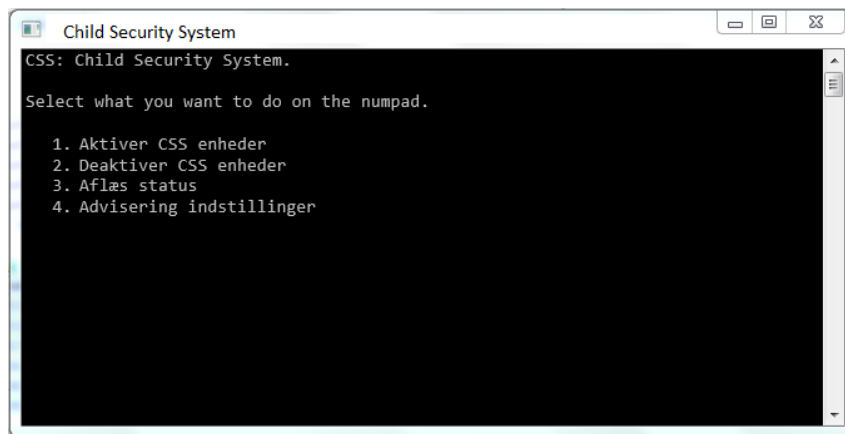 Child Security System
CSS: Child Security System.
Select what you want to do on the numpad.
1. Aktiver CSS enheder
2. Deaktiver CSS enheder
3. Aflæs status
4. Advisering indstillinger